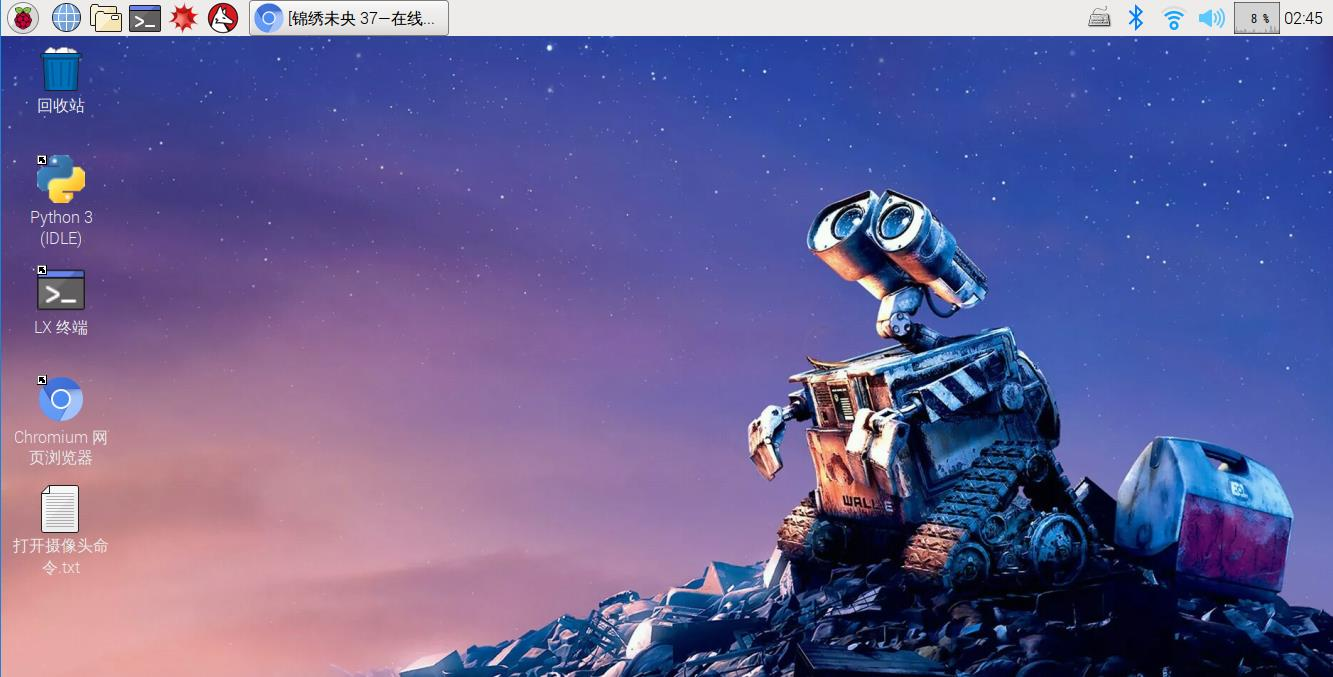 [锦绣未央 37—在线...
8 %
02:45
回收站
Python 3
(IDLE)
LX 终端
Chromium 网
页浏览器
打开摄像头命
令.txt
WALL·E